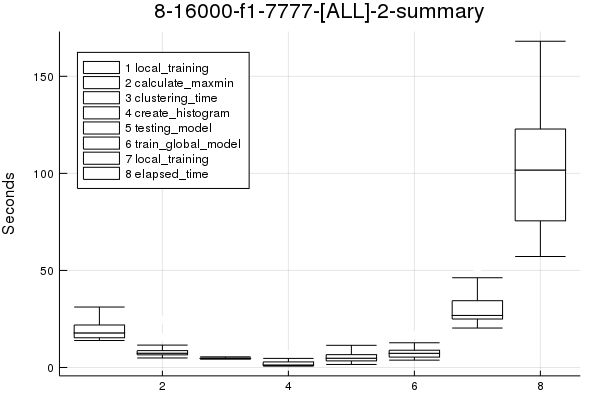 8-16000-f1-7777-[ALL]-2-summary
150
100
50
0
Seconds
1 local_training
2 calculate_maxmin
3 clustering_time
4 create_histogram
5 testing_model
6 train_global_model
7 local_training
8 elapsed_time
2
4
6
8